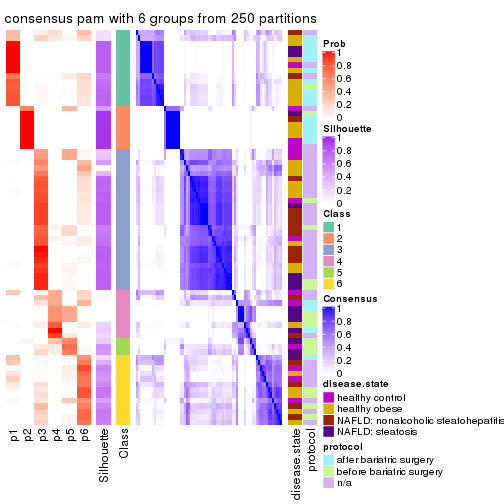 consensus pam with 6 groups from 250 partitions
Prob
1
0.8
0.6
0.4
0.2
0
Silhouette
1
0.8
0.6
0.4
0.2
0
Class
1
2
3
4
5
6
Consensus
1
0.8
0.6
0.4
0.2
0
disease.state
healthy control
healthy obese
NAFLD: nonalcoholic steatohepatitis
NAFLD: steatosis
protocol
after bariatric surgery
before bariatric surgery
n/a
p1
p2
p3
p4
p5
p6
Silhouette
Class
disease.state
protocol